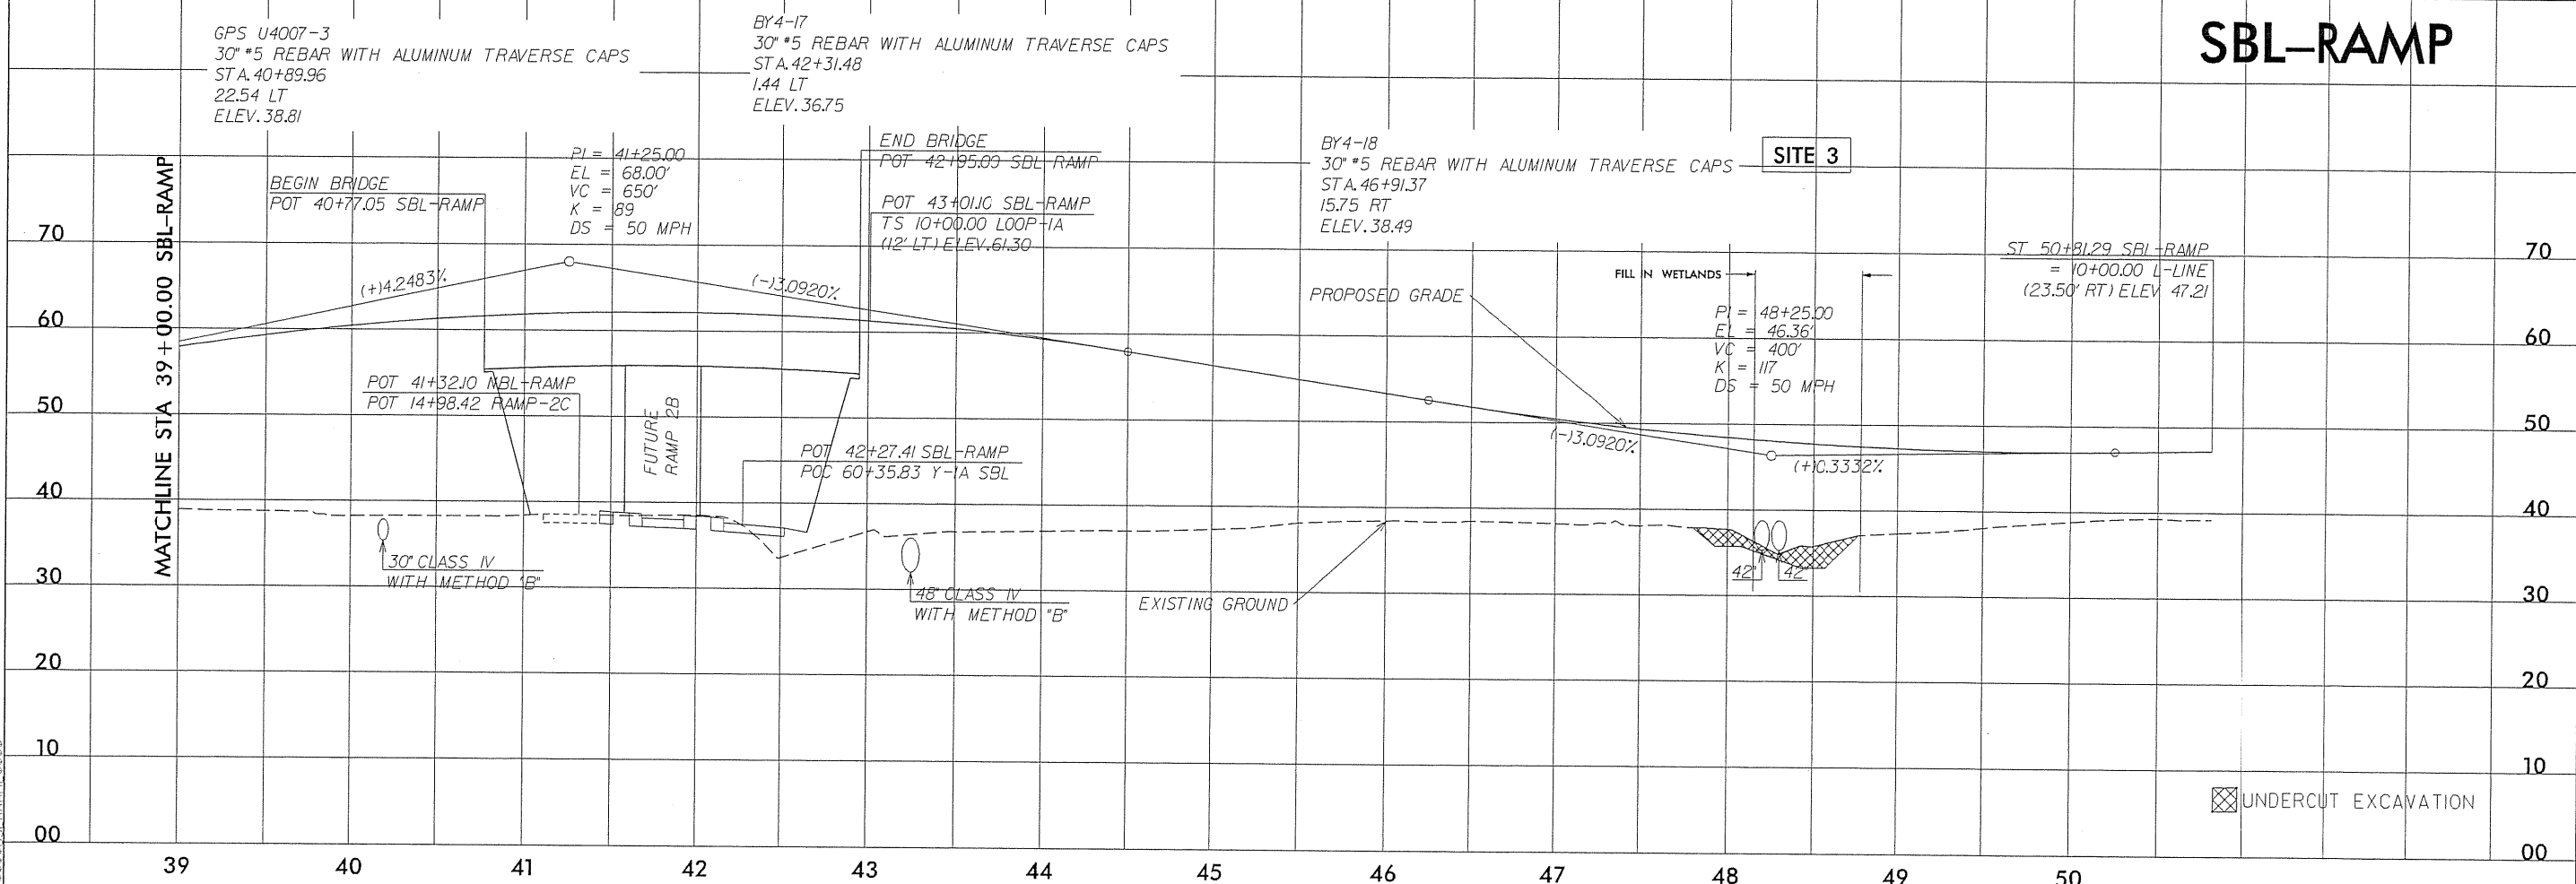 SBL-RAMP
GPS U4007-3
30" #5 REBAR WITH ALUMINUM TRAVERSE CAPS
STA. 40+89.96
22.54 LT
ELEV. 38.81
BY4-17
30" #5 REBAR WITH ALUMINUM TRAVERSE CAPS
STA. 42+31.48
1.44 LT
ELEV. 36.75
BY4-18
30" #5 REBAR WITH ALUMINUM TRAVERSE CAPS
STA. 46+91.37
15.75 RT
ELEV. 38.49
SITE 3
MATCHLINE STA 39+00.00 SBL-RAMP
BEGIN BRIDGE
POT 40+77.05 SBL-RAMP
PI = 41+25.00
EL = 68.00'
VC = 650'
K = 89
DS = 50 MPH
END BRIDGE
POT 42+95.09 SBL-RAMP
POT 43+01.10 SBL-RAMP
TS 10+00.00 LOOP-1A
(12' LT) ELEV. 61.30
(+)4.2483%
(-)3.0920%
PROPOSED GRADE
FILL IN WETLANDS
PI = 48+25.00
EL = 46.36'
VC = 400'
K = 117
DS = 50 MPH
ST 50+81.29 SBL-RAMP
= 10+00.00 L-LINE
(23.50' RT) ELEV 47.21
(-)3.0920%
(+)0.3332%
POT 41+32.10 NBL-RAMP
POT 14+98.42 RAMP-2C
FUTURE
RAMP 2B
POT 42+27.41 SBL-RAMP
POC 60+35.83 Y-1A SBL
30" CLASS IV
WITH METHOD "B"
48" CLASS IV
WITH METHOD "B"
EXISTING GROUND
42"
42"
UNDERCUT EXCAVATION
70
60
50
40
30
20
10
00
70
60
50
40
30
20
10
00
39 40 41 42 43 44 45 46 47 48 49 50